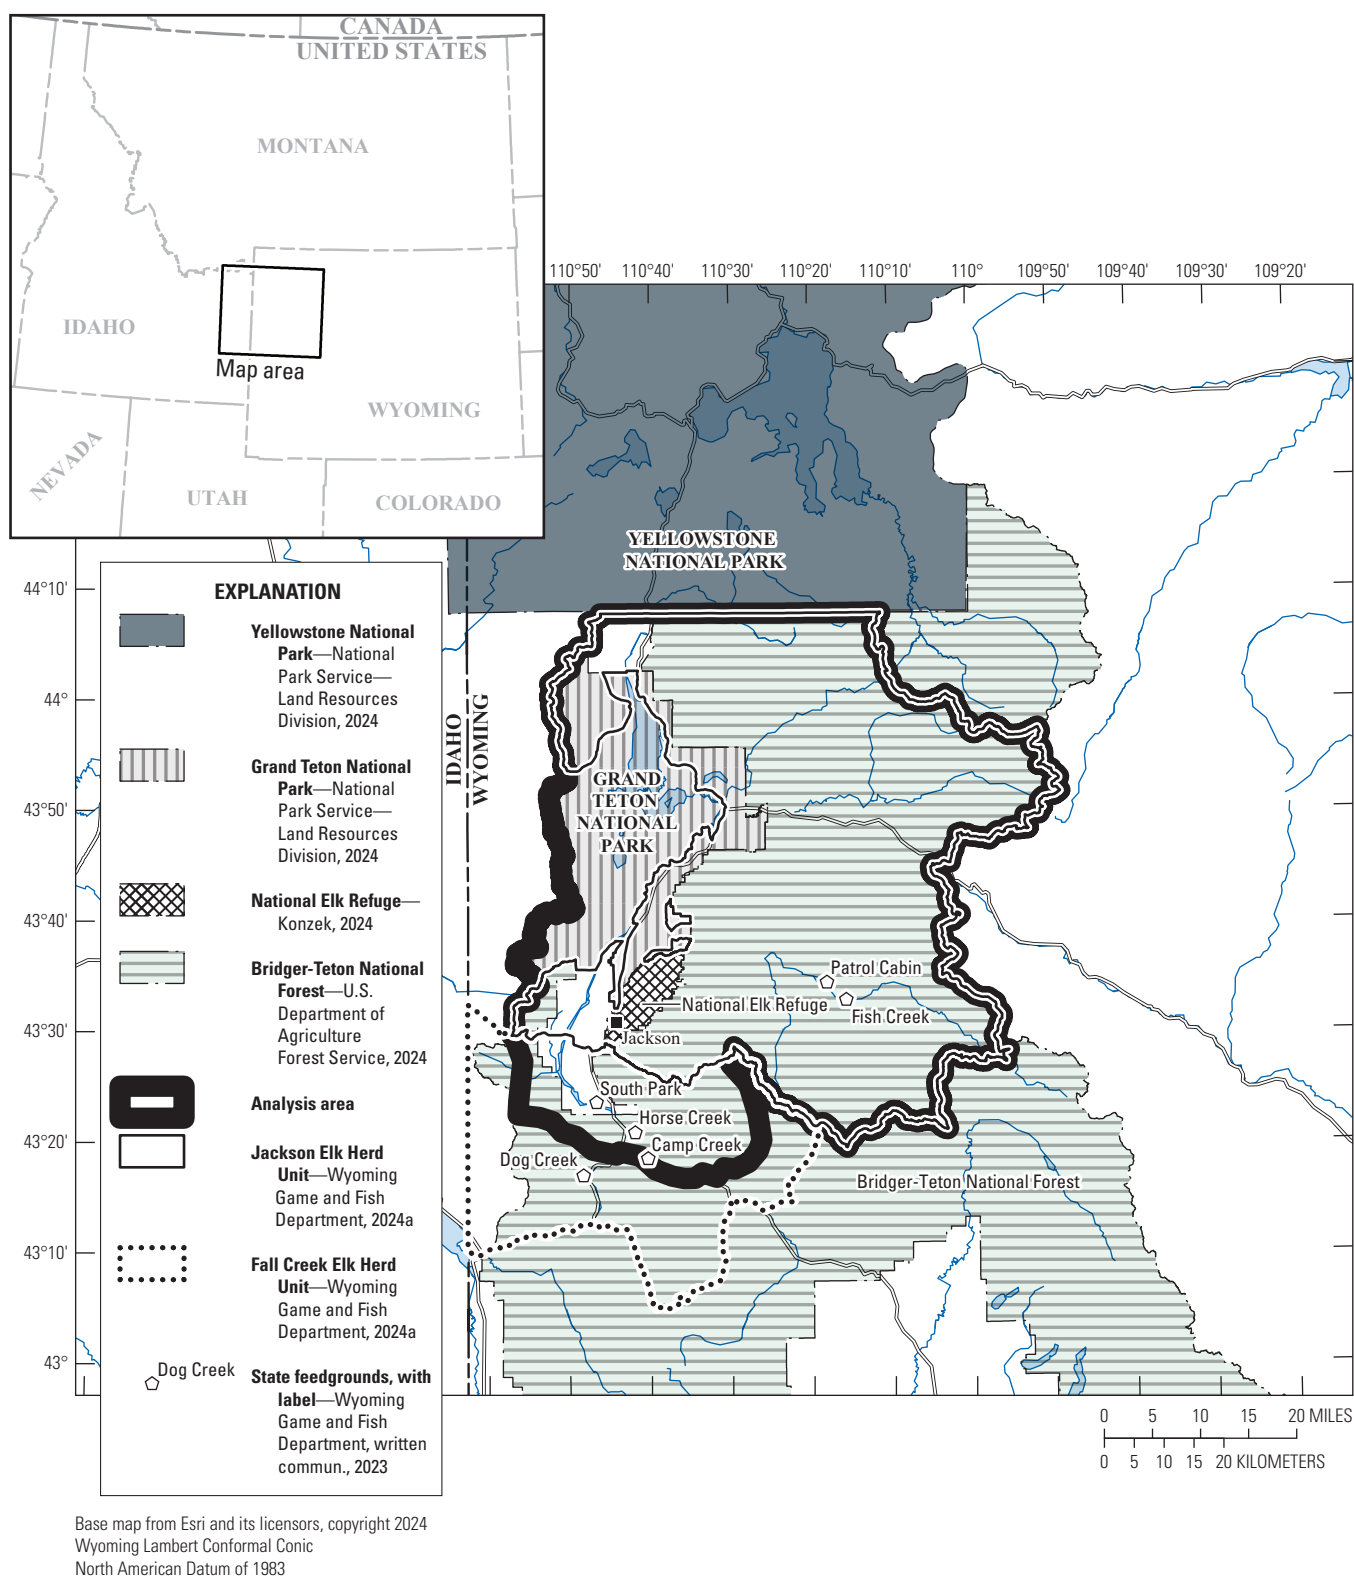 CANADA
UNITED STATES
MONTANA
IDAHO
Map area
WYOMING
NEVADA
UTAH
COLORADO
110°50' 110°40' 110°30' 110°20' 110°10' 110° 109°50' 109°40' 109°30' 109°20'
44°10'
44°
43°50'
43°40'
43°30'
43°20'
43°10'
43°
YELLOWSTONE
NATIONAL PARK
IDAHO
WYOMING
GRAND
TETON
NATIONAL
PARK
Patrol Cabin
National Elk Refuge
Fish Creek
Jackson
South Park
Horse Creek
Camp Creek
Dog Creek
Bridger-Teton National Forest
EXPLANATION
Yellowstone National
Park—National
Park Service—
Land Resources
Division, 2024
Grand Teton National
Park—National
Park Service—
Land Resources
Division, 2024
National Elk Refuge—
Konzek, 2024
Bridger-Teton National
Forest—U.S.
Department of
Agriculture
Forest Service, 2024
Analysis area
Jackson Elk Herd
Unit—Wyoming
Game and Fish
Department, 2024a
Fall Creek Elk Herd
Unit—Wyoming
Game and Fish
Department, 2024a
Dog Creek
State feedgrounds, with
label—Wyoming
Game and Fish
Department, written
commun., 2023
0 5 10 15 20 MILES
0 5 10 15 20 KILOMETERS
Base map from Esri and its licensors, copyright 2024
Wyoming Lambert Conformal Conic
North American Datum of 1983